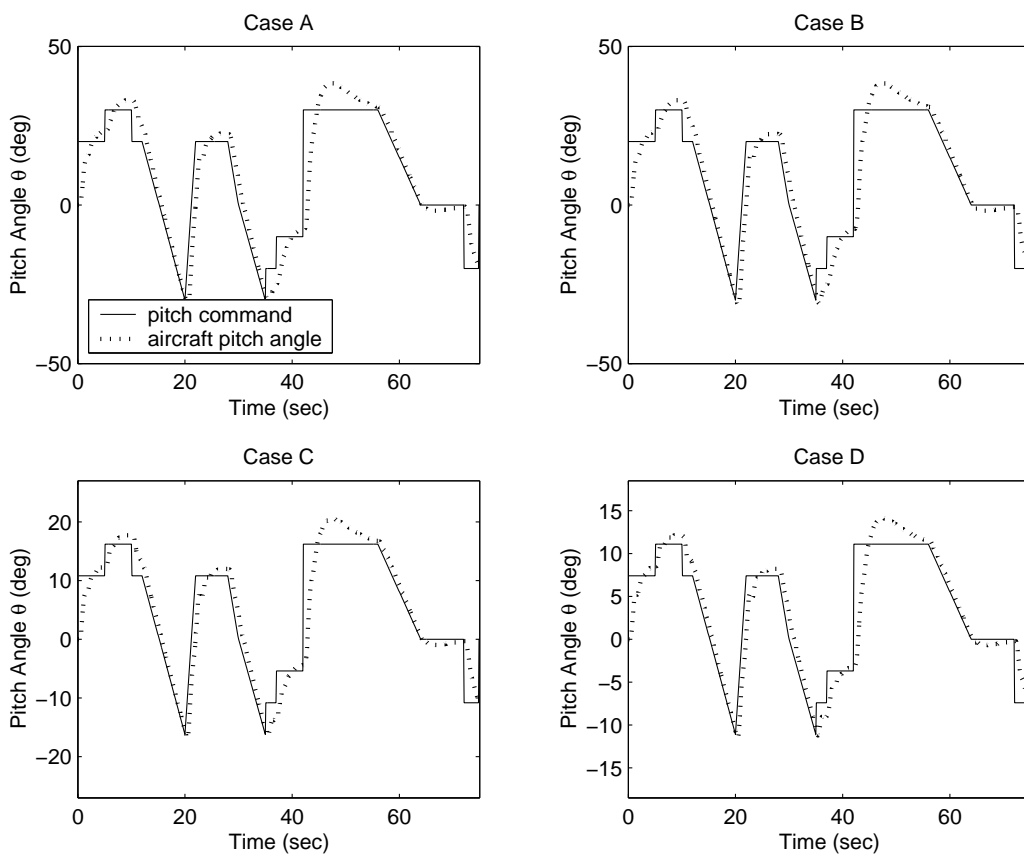 Case A
50
0
−50
Pitch Angle θ (deg)
pitch command
aircraft pitch angle
0
20
40
60
Time (sec)
Case B
50
0
−50
Pitch Angle θ (deg)
0
20
40
60
Time (sec)
Case C
20
10
0
−10
−20
Pitch Angle θ (deg)
0
20
40
60
Time (sec)
Case D
15
10
5
0
−5
−10
−15
Pitch Angle θ (deg)
0
20
40
60
Time (sec)